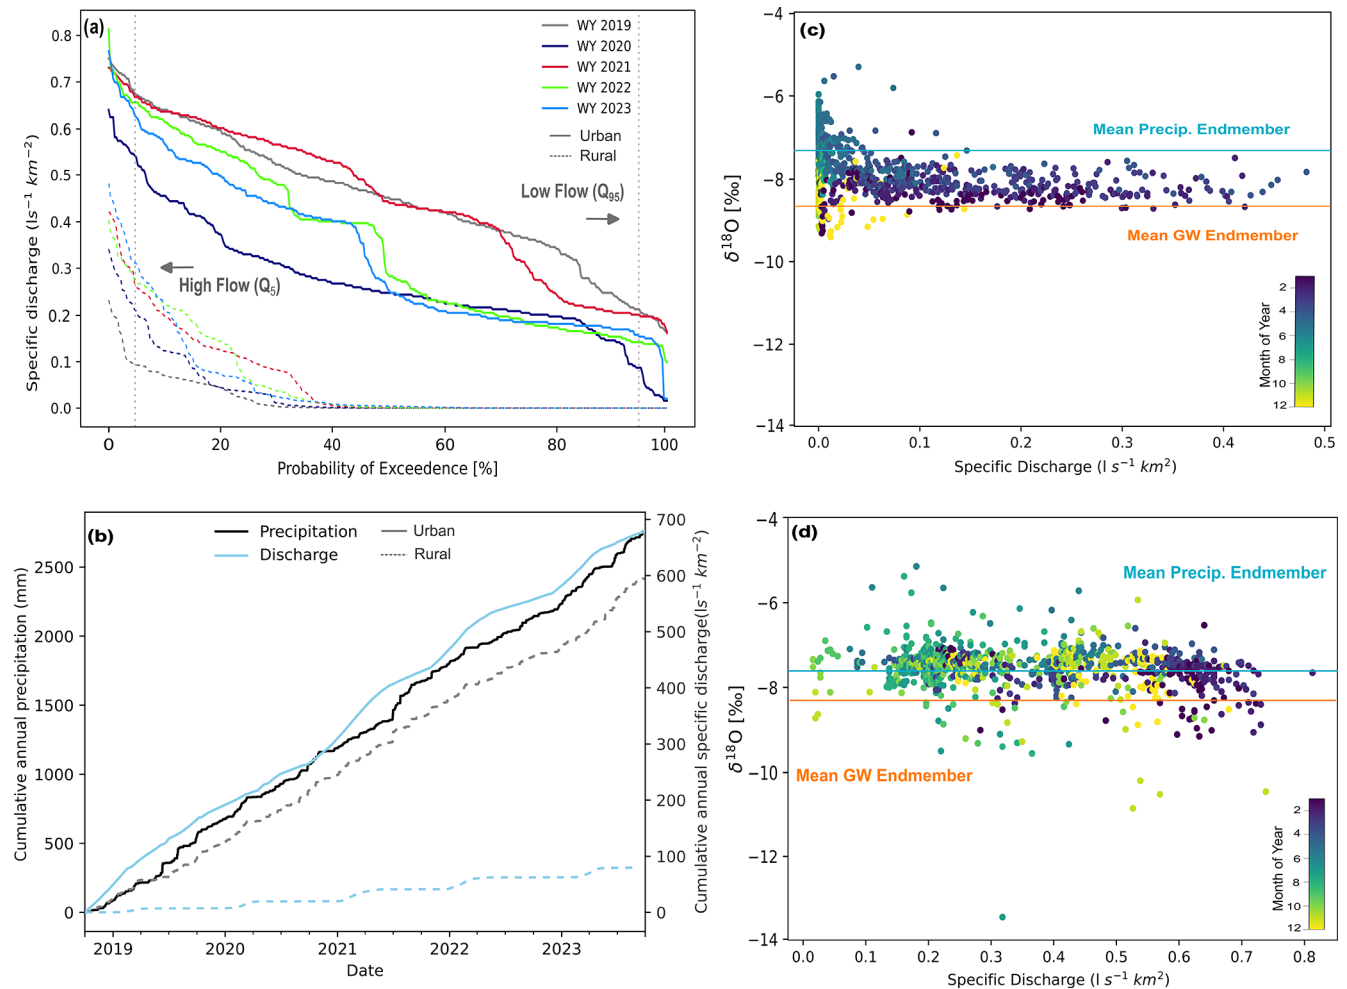 (a)
WY 2019
WY 2020
WY 2021
WY 2022
WY 2023
Urban
Rural
Low Flow (Q95)
High Flow (Q5)
0.8
0.7
0.6
0.5
0.4
0.3
0.2
0.1
0.0
0 20 40 60 80 100
Specific discharge (ls−1 km−2)
Probability of Exceedence [%]
(c)
−4
−6
−8
−10
−12
−14
Mean Precip. Endmember
Mean GW Endmember
δ18O [‰]
Month of Year
2
4
6
8
10
12
0.0 0.1 0.2 0.3 0.4 0.5
Specific Discharge (l s−1 km2)
(b)
Precipitation
Discharge
Urban
Rural
2500
2000
1500
1000
500
0
700
600
500
400
300
200
100
0
Cumulative annual precipitation (mm)
Cumulative annual specific discharge(ls−1 km−2)
2019 2020 2021 2022 2023
Date
(d)
−4
−6
−8
−10
−12
−14
Mean Precip. Endmember
Mean GW Endmember
δ18O [‰]
Month of Year
2
4
6
8
10
12
0.0 0.1 0.2 0.3 0.4 0.5 0.6 0.7 0.8
Specific Discharge (l s−1 km2)